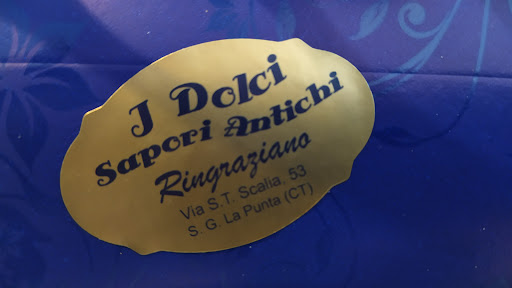 I Dolci
Sapori Antichi
Ringraziano
Via S.T. Scalia, 53
S. G. La Punta (CT)